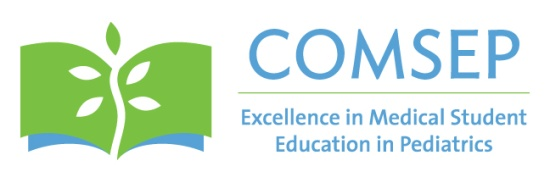 COMSEP
Excellence in Medical Student
Education in Pediatrics